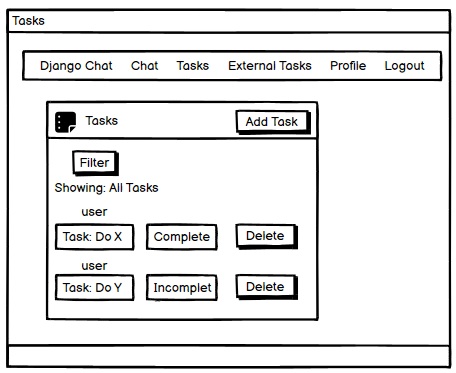 Tasks
Django Chat Chat Tasks External Tasks Profile Logout
Tasks Add Task
Filter
Showing: All Tasks
user
Task: Do X Complete Delete
user
Task: Do Y Incomplet Delete